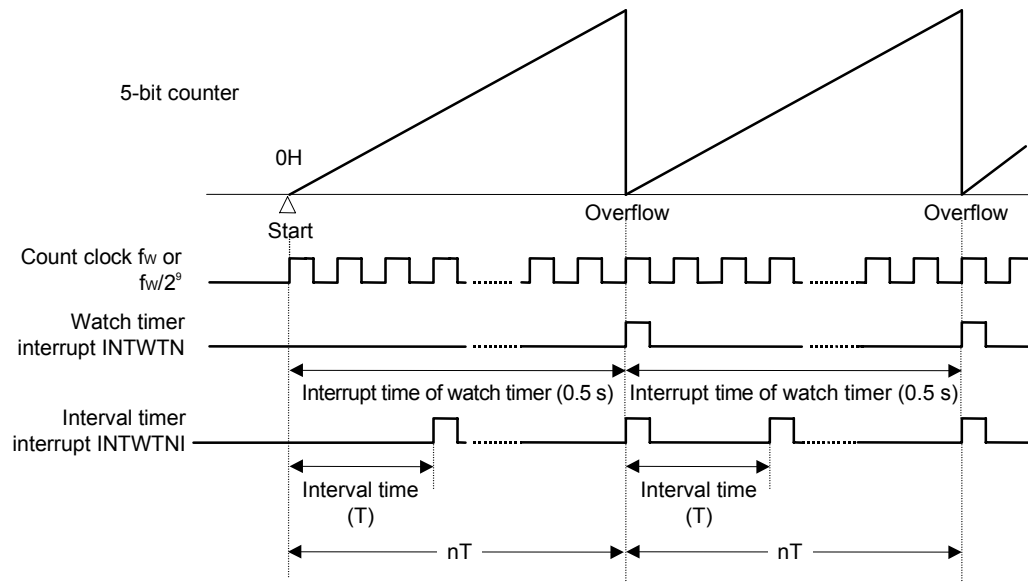 5-bit counter
0H
Start
Overflow
Overflow
Count clock fW or
fW/2⁹
Watch timer
interrupt INTWTN
Interrupt time of watch timer (0.5 s)
Interrupt time of watch timer (0.5 s)
Interval timer
interrupt INTWTNI
Interval time
(T)
Interval time
(T)
nT
nT